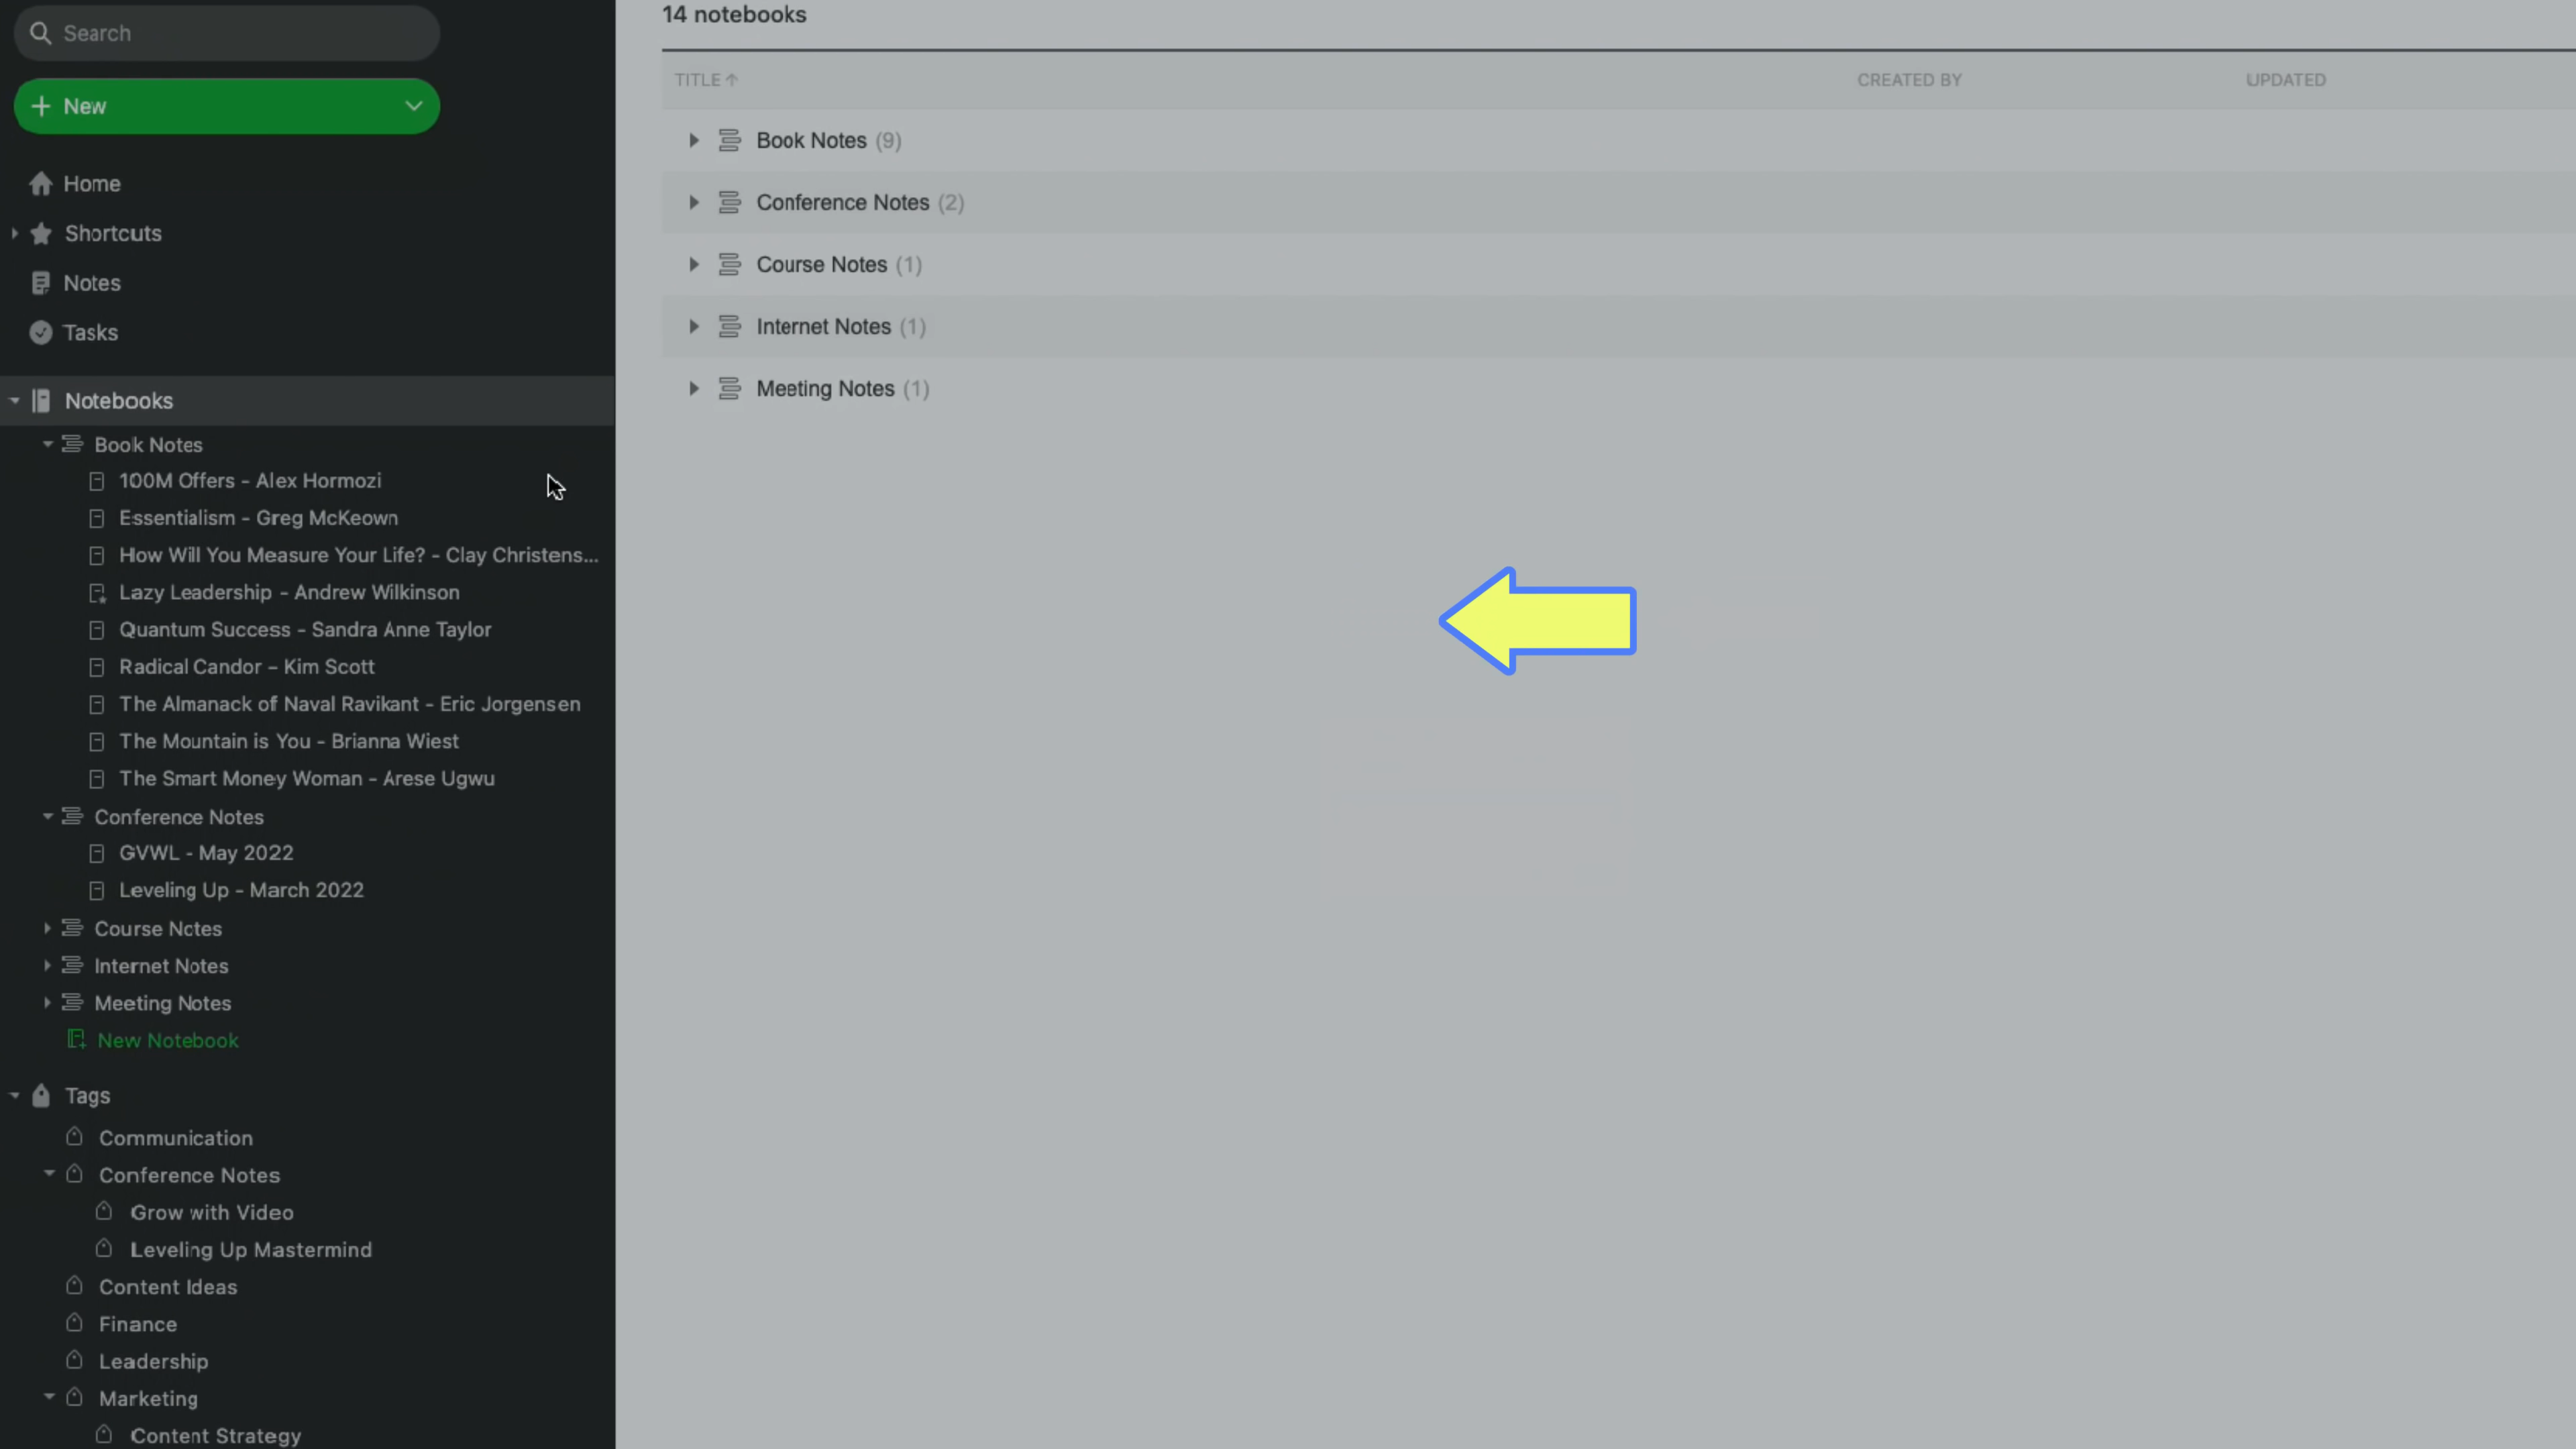 Search
New
Home
Shortcuts
Notes
Tasks
Notebooks
Book Notes
100M Offers - Alex Hormozi
Essentialism - Greg McKeown
How Will You Measure Your Life? - Clay Christens...
Lazy Leadership - Andrew Wilkinson
Quantum Success - Sandra Anne Taylor
Radical Candor - Kim Scott
The Almanack of Naval Ravikant - Eric Jorgensen
The Mountain is You - Brianna Wiest
The Smart Money Woman - Arese Ugwu
Conference Notes
GVWL - May 2022
Leveling Up - March 2022
Course Notes
Internet Notes
Meeting Notes
New Notebook
Tags
Communication
Conference Notes
Grow with Video
Leveling Up Mastermind
Content Ideas
Finance
Leadership
Marketing
Content Strategy
14 notebooks
TITLE ↑ CREATED BY UPDATED
Book Notes (9)
Conference Notes (2)
Course Notes (1)
Internet Notes (1)
Meeting Notes (1)